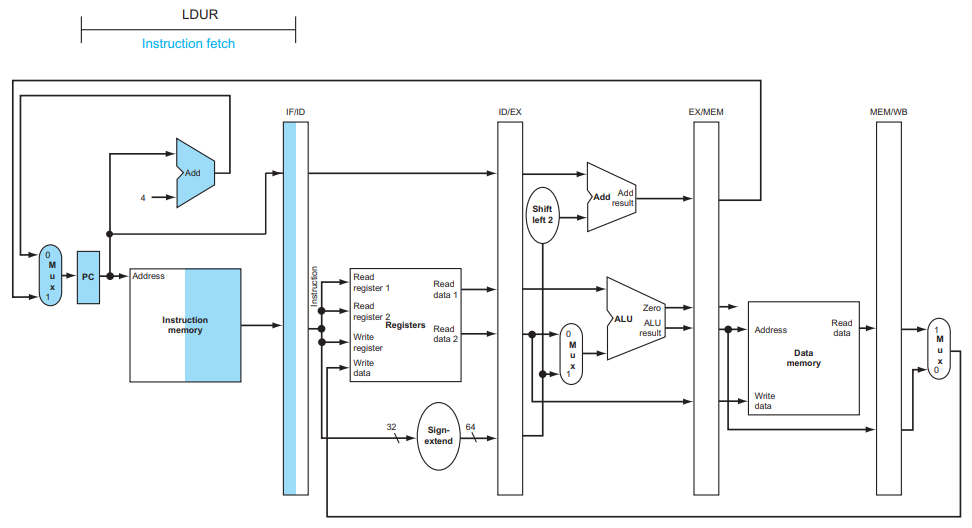 LDUR
Instruction fetch
IF/ID
ID/EX
EX/MEM
MEM/WB
Add
4
0
M
u
x
1
PC
Address
Instruction
memory
Instruction
Read
register 1
Read
register 2
Write
register
Write
data
Registers
Read
data 1
Read
data 2
32
Sign-
extend
64
Shift
left 2
Add
Add
result
0
M
u
x
1
ALU
Zero
ALU
result
Address
Write
data
Data
memory
Read
data
1
M
u
x
0